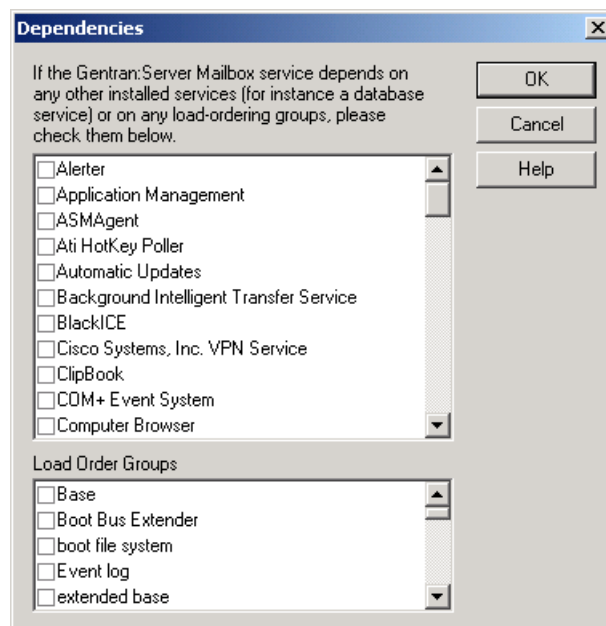 Dependencies
If the Gentran:Server Mailbox service depends on
any other installed services (for instance a database
service) or on any load-ordering groups, please
check them below.
OK
Cancel
Help
Alerter
Application Management
ASMAgent
Ati HotKey Poller
Automatic Updates
Background Intelligent Transfer Service
BlackICE
Cisco Systems, Inc. VPN Service
ClipBook
COM+ Event System
Computer Browser
Load Order Groups
Base
Boot Bus Extender
boot file system
Event log
extended base